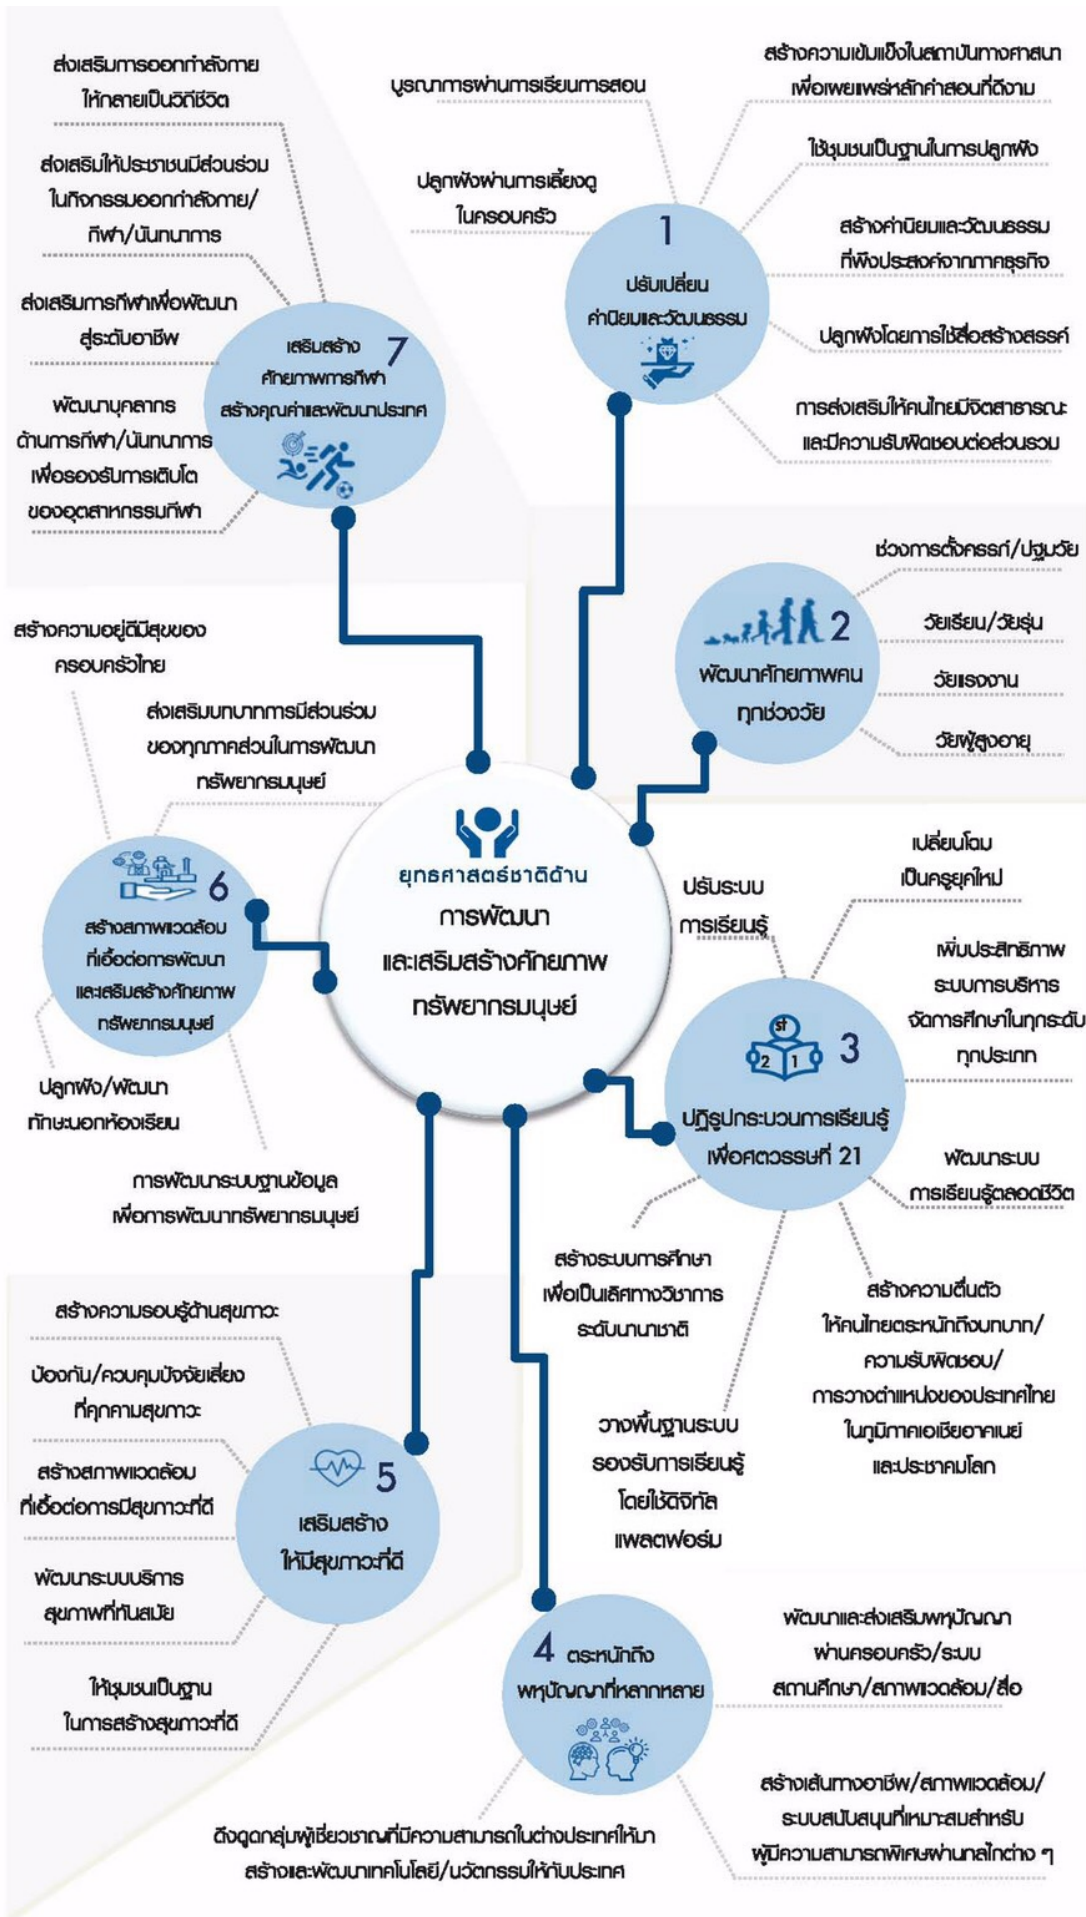 ส่งเสริมการออกกำลังกาย
ให้กลายเป็นวิถีชีวิต
ส่งเสริมให้ประชาชนมีส่วนร่วม
ในกิจกรรมออกกำลังกาย/
กีฬา/นันทนาการ
ส่งเสริมการกีฬาเพื่อพัฒนา
สู่ระดับอาชีพ
พัฒนาบุคลากร
ด้านการกีฬา/นันทนาการ
เพื่อรองรับการเติบโต
ของอุตสาหกรรมกีฬา
7
เสริมสร้าง
ศักยภาพการกีฬา
สร้างคุณค่าและพัฒนาประเทศ
บูรณาการผ่านการเรียนการสอน
ปลูกฝังผ่านการเลี้ยงดู
ในครอบครัว
สร้างความเข้มแข็งในสถาบันทางศาสนา
เพื่อเผยแพร่หลักคำสอนที่ดีงาม
ใช้ชุมชนเป็นฐานในการปลูกฝัง
สร้างค่านิยมและวัฒนธรรม
ที่พึงประสงค์จากภาคธุรกิจ
ปลูกฝังโดยการใช้สื่อสร้างสรรค์
การส่งเสริมให้คนไทยมีจิตสาธารณะ
และมีความรับผิดชอบต่อส่วนรวม
1
ปรับเปลี่ยน
ค่านิยมและวัฒนธรรม
2
พัฒนาศักยภาพคน
ทุกช่วงวัย
ช่วงการตั้งครรภ์/ปฐมวัย
วัยเรียน/วัยรุ่น
วัยแรงงาน
วัยผู้สูงอายุ
สร้างความอยู่ดีมีสุขของ
ครอบครัวไทย
ส่งเสริมบทบาทการมีส่วนร่วม
ของทุกภาคส่วนในการพัฒนา
ทรัพยากรมนุษย์
6
สร้างสภาพแวดล้อม
ที่เอื้อต่อการพัฒนา
และเสริมสร้างศักยภาพ
ทรัพยากรมนุษย์
ปลูกฝัง/พัฒนา
ทักษะนอกห้องเรียน
การพัฒนาระบบฐานข้อมูล
เพื่อการพัฒนาทรัพยากรมนุษย์
ยุทธศาสตร์ชาติด้าน
การพัฒนา
และเสริมสร้างศักยภาพ
ทรัพยากรมนุษย์
ปรับระบบ
การเรียนรู้
เปลี่ยนโฉม
เป็นครูยุคใหม่
เพิ่มประสิทธิภาพ
ระบบการบริหาร
จัดการศึกษาในทุกระดับ
ทุกประเภท
st
2 1
3
ปฏิรูปกระบวนการเรียนรู้
เพื่อศตวรรษที่ 21
พัฒนาระบบ
การเรียนรู้ตลอดชีวิต
สร้างระบบการศึกษา
เพื่อเป็นเลิศทางวิชาการ
ระดับนานาชาติ
วางพื้นฐานระบบ
รองรับการเรียนรู้
โดยใช้ดิจิทัล
แพลตฟอร์ม
สร้างความตื่นตัว
ให้คนไทยตระหนักถึงบทบาท/
ความรับผิดชอบ/
การวางตำแหน่งของประเทศไทย
ในภูมิภาคเอเชียอาคเนย์
และประชาคมโลก
สร้างความรอบรู้ด้านสุขภาวะ
ป้องกัน/ควบคุมปัจจัยเสี่ยง
ที่คุกคามสุขภาวะ
สร้างสภาพแวดล้อม
ที่เอื้อต่อการมีสุขภาวะที่ดี
พัฒนาระบบบริการ
สุขภาพที่ทันสมัย
ให้ชุมชนเป็นฐาน
ในการสร้างสุขภาวะที่ดี
5
เสริมสร้าง
ให้มีสุขภาวะที่ดี
4 ตระหนักถึง
พหุปัญญาที่หลากหลาย
พัฒนาและส่งเสริมพหุปัญญา
ผ่านครอบครัว/ระบบ
สถานศึกษา/สภาพแวดล้อม/สื่อ
สร้างเส้นทางอาชีพ/สภาพแวดล้อม/
ระบบสนับสนุนที่เหมาะสมสำหรับ
ผู้มีความสามารถพิเศษผ่านกลไกต่าง ๆ
ดึงดูดกลุ่มผู้เชี่ยวชาญที่มีความสามารถในต่างประเทศให้มา
สร้างและพัฒนาเทคโนโลยี/นวัตกรรมให้กับประเทศ